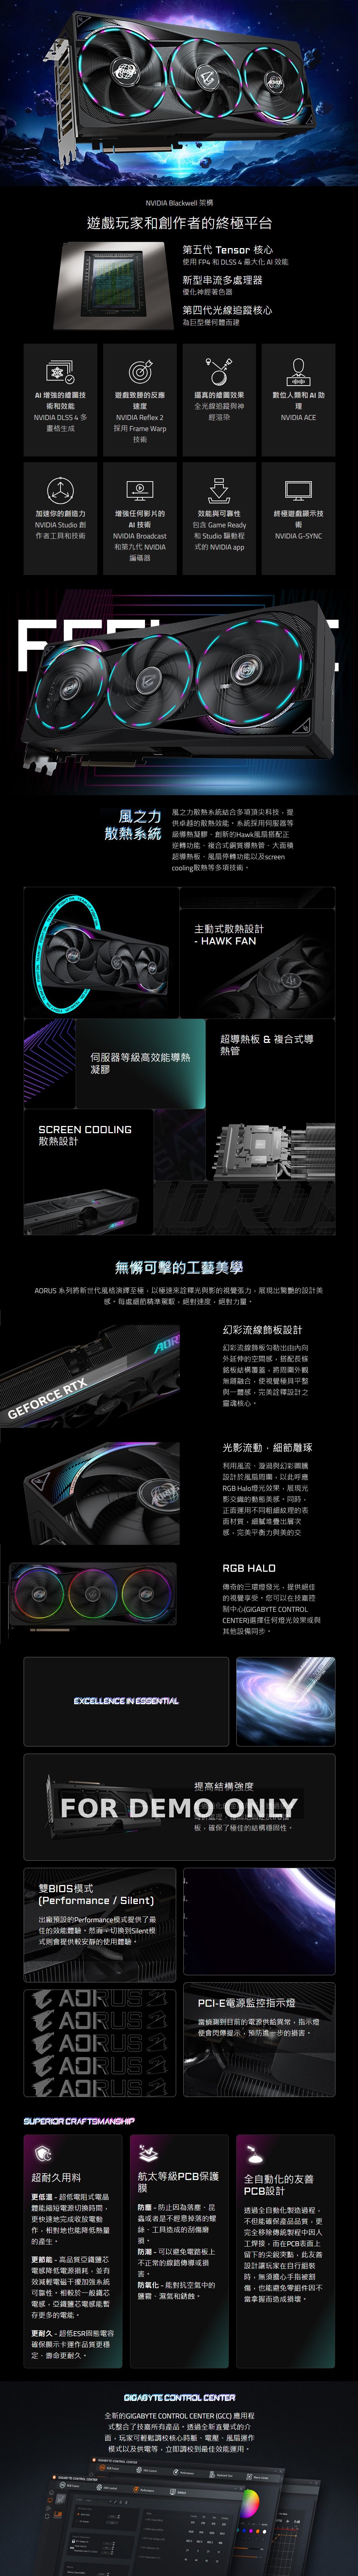 NVIDIA Blackwell 架構
遊戲玩家和創作者的終極平台
第五代 Tensor 核心
使用 FP4 和 DLSS 4 最大化 AI 效能
新型串流多處理器
優化神經著色器
第四代光線追蹤核心
為巨型幾何體而建
AI 增強的繪圖技
術和效能
NVIDIA DLSS 4 多
畫格生成
遊戲致勝的反應
速度
NVIDIA Reflex 2
採用 Frame Warp
技術
逼真的繪圖效果
全光線追蹤與神
經渲染
數位人類和 AI 助
理
NVIDIA ACE
加速你的創造力
NVIDIA Studio 創
作者工具和技術
增強任何影片的
AI 技術
NVIDIA Broadcast
和第九代 NVIDIA
編碼器
效能與可靠性
包含 Game Ready
和 Studio 驅動程
式的 NVIDIA app
終極遊戲顯示技
術
NVIDIA G-SYNC
風之力
散熱系統
風之力散熱系統結合多項頂尖科技，提
供卓越的散熱效能。系統採用伺服器等
級導熱凝膠、創新的Hawk風扇搭配正
逆轉功能、複合式銅質導熱管、大面積
超導熱板、風扇停轉功能以及screen
cooling散熱等多項技術。
主動式散熱設計
- HAWK FAN
伺服器等級高效能導熱
凝膠
超導熱板 & 複合式導
熱管
SCREEN COOLING
散熱設計
無懈可擊的工藝美學
AORUS 系列將新世代風格演繹至極，以極速來詮釋光與影的視覺張力，展現出驚艷的設計美
感。每處細節精準駕馭，絕對速度，絕對力量。
GEFORCE RTX
AOR
幻彩流線飾板設計
幻彩流線飾板勾勒出由內向
外延伸的空間感，搭配長條
銘板結構覆蓋，將周圍外觀
無縫融合，使視覺極具平整
與一體感，完美詮釋設計之
靈魂核心。
光影流動，細節雕琢
利用風流、漩渦與幻彩圖騰
設計於風扇周圍，以此呼應
RGB Halo燈光效果，展現光
影交織的動態美感。同時，
正面運用不同粗細紋理的表
面材質，細膩堆疊出層次
感，完美平衡力與美的交
RGB HALO
傳奇的三環燈發光，提供絕佳
的視覺享受。您可以在技嘉控
制中心(GIGABYTE CONTROL
CENTER)選擇任何燈光效果或與
其他設備同步。
EXCELLENCE IN ESSENTIAL
提高結構強度
FOR DEMO ONLY
板，確保了極佳的結構穩固性。
雙BIOS模式
(Performance / Silent)
出廠預設的Performance模式提供了最
佳的效能體驗。然而，切換到Silent模
式則會提供較安靜的使用體驗。
AORUS
AORUS
AORUS
AORUS
PCI-E電源監控指示燈
當偵測到目前的電源供給異常，指示燈
便會閃爍提示，預防進一步的損害。
SUPERIOR CRAFTSMANSHIP
超耐久用料
更低溫 - 超低電阻式電晶
體能縮短電源切換時間，
更快速地完成收放電動
作，相對地也能降低熱量
的產生。
更節能 - 高品質亞鐵鹽芯
電感降低電源損耗，並有
效減輕電磁干擾加強系統
可靠性。相較於一般鐵芯
電感，亞鐵鹽芯電感能暫
存更多的電能。
更耐久 - 超低ESR固態電容
確保顯示卡運作品質更穩
定、壽命更耐久。
航太等級PCB保護
膜
防塵 - 防止因為落塵、昆
蟲或者是不經意掉落的螺
絲、工具造成的刮傷磨
損。
防潮 - 可以避免電路板上
不正常的線路傳導或損
害。
防氧化 - 能對抗空氣中的
鹽霧、濕氣和銹蝕。
全自動化的友善
PCB設計
透過全自動化製造過程，
不但能確保產品品質，更
完全移除傳統製程中因人
工焊接，而在PCB表面上
留下的尖銳突點，此友善
設計讓玩家在自行組裝
時，無須擔心手指被割
傷，也能避免零組件因不
當拿握而造成損壞。
GIGABYTE CONTROL CENTER
全新的GIGABYTE CONTROL CENTER (GCC) 應用程
式整合了技嘉所有產品。透過全新直覺式的介
面，玩家可輕鬆調校核心時脈、電壓、風扇運作
模式以及供電等，立即調校到最佳效能運用。
GIGABYTE CONTROL CENTER
GIGABYTE CONTROL CENTER